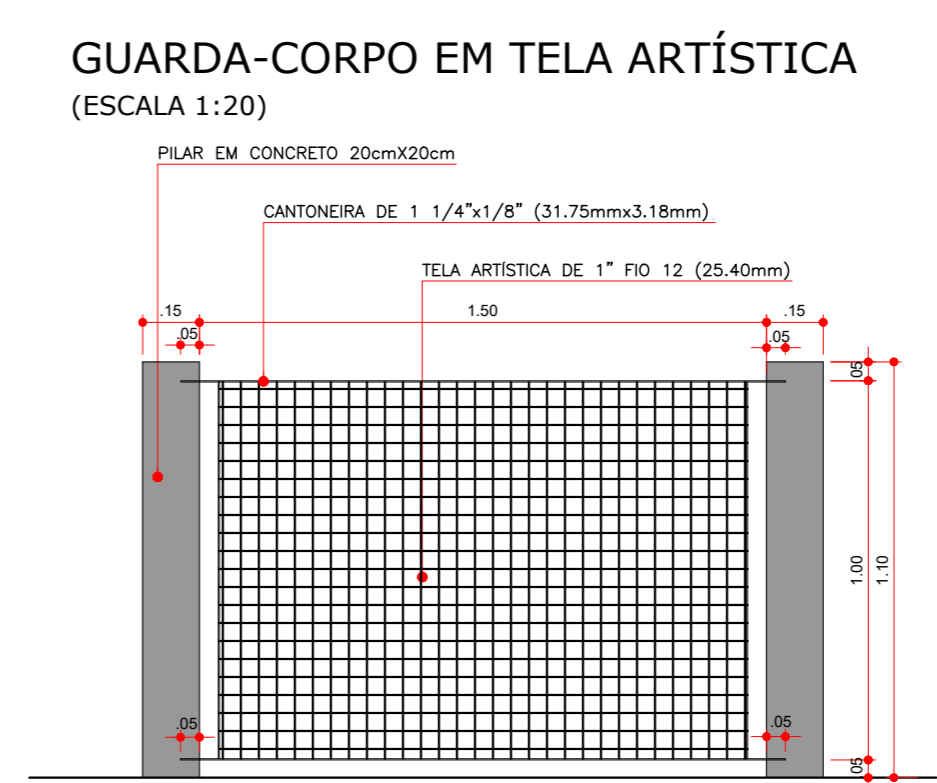 GUARDA-CORPO EM TELA ARTÍSTICA
(ESCALA 1:20)
PILAR EM CONCRETO 20cmX20cm
CANTONEIRA DE 1 1/4”x1/8” (31.75mmx3.18mm)
TELA ARTÍSTICA DE 1” FIO 12 (25.40mm)
.15 1.50 .15
.05 .05
.05
1.00 1.10
.05 .05
.05